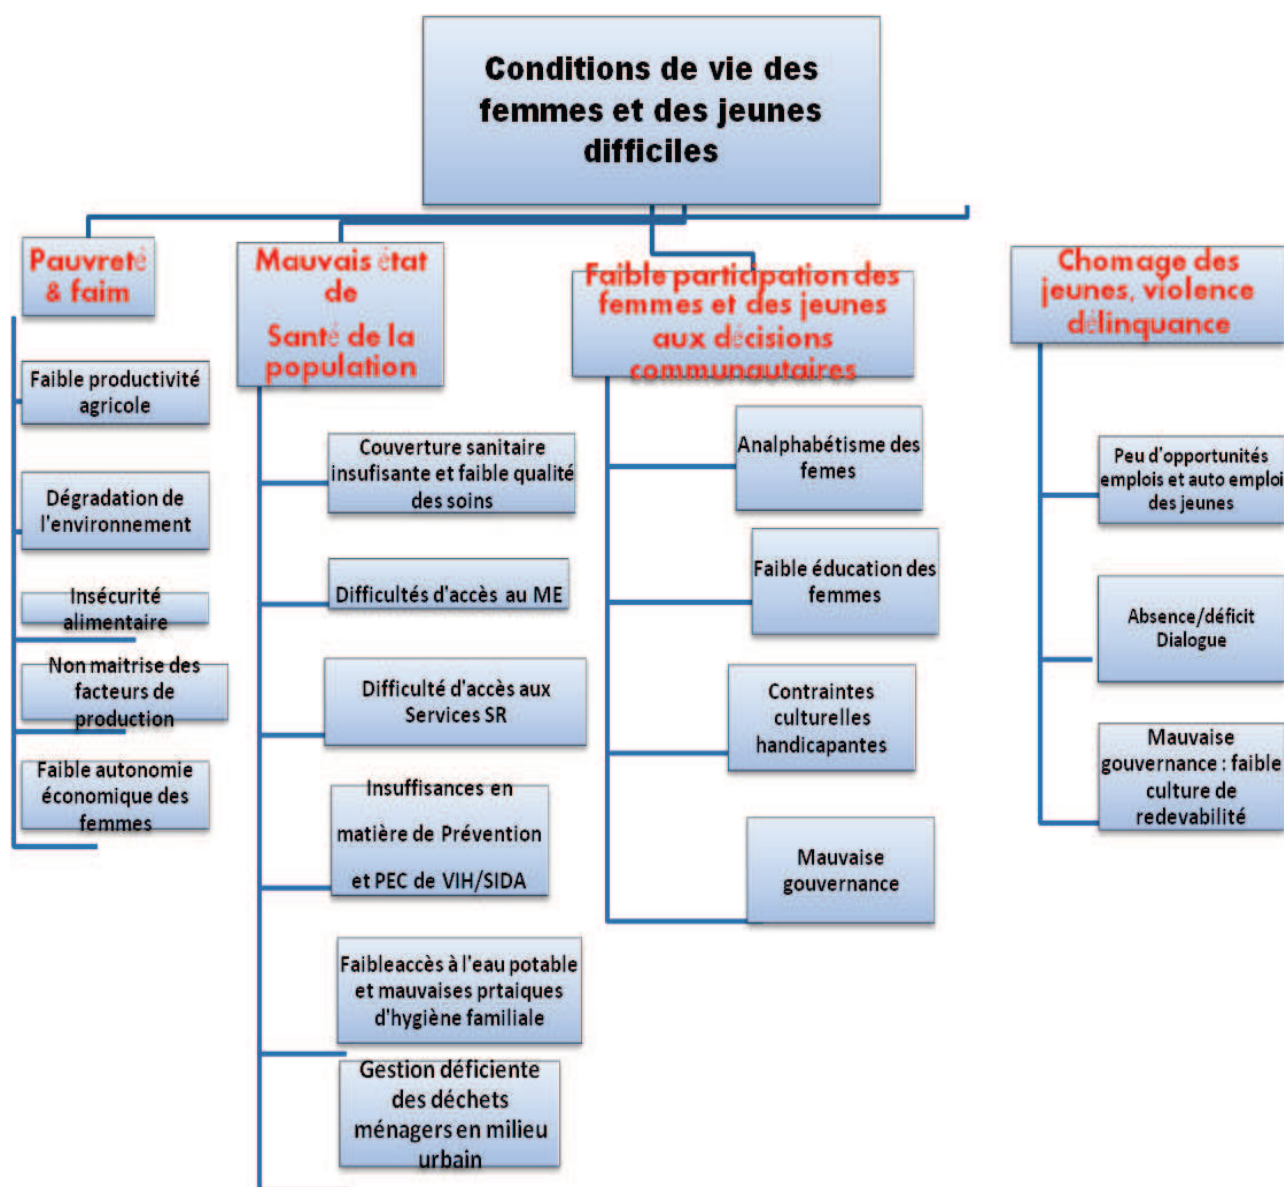 Conditions de vie des
femmes et des jeunes
difficiles
Pauvreté
& faim
Faible productivité
agricole
Dégradation de
l'environnement
Insécurité
alimentaire
Non maitrise des
facteurs de
production
Faible autonomie
économique des
femmes
Mauvais état
de
Santé de la
population
Couverture sanitaire
insufisante et faible qualité
des soins
Difficultés d'accès au ME
Difficulté d'accès aux
Services SR
Insuffisances en
matière de Prévention
et PEC de VIH/SIDA
Faibleaccès à l'eau potable
et mauvaises prtaiques
d'hygiène familiale
Gestion déficiente
des déchets
ménagers en milieu
urbain
Faible participation des
femmes et des jeunes
aux décisions
communautaires
Analphabétisme des
femes
Faible éducation des
femmes
Contraintes
culturelles
handicapantes
Mauvaise
gouvernance
Chomage des
jeunes, violence
délinquance
Peu d'opportunités
emplois et auto emploi
des jeunes
Absence/déficit
Dialogue
Mauvaise
gouvernance : faible
culture de
redevabilité